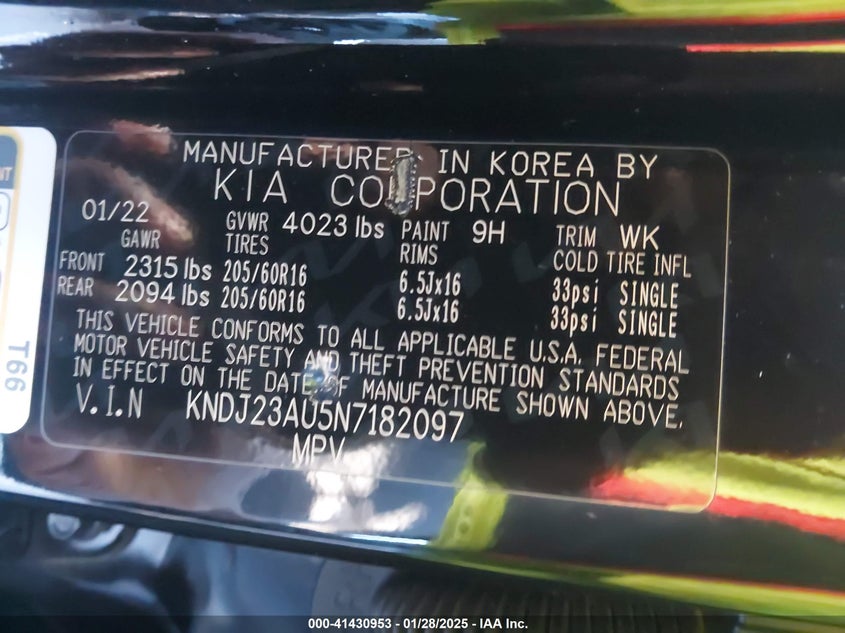 MANUFACTURED IN KOREA BY
KIA CORPORATION
01/22 GVWR 4023 lbs PAINT 9H TRIM WK
GAWR TIRES RIMS COLD TIRE INFL
FRONT 2315 lbs 205/60R16 6.5Jx16 33psi SINGLE
REAR 2094 lbs 205/60R16 6.5Jx16 33psi SINGLE
THIS VEHICLE CONFORMS TO ALL APPLICABLE U.S.A. FEDERAL
MOTOR VEHICLE SAFETY AND THEFT PREVENTION STANDARDS
IN EFFECT ON THE DATE OF MANUFACTURE SHOWN ABOVE.
V.I.N KNDJ23AU5N7182097
MPV
T66
000-41430953 - 01/28/2025 - IAA Inc.